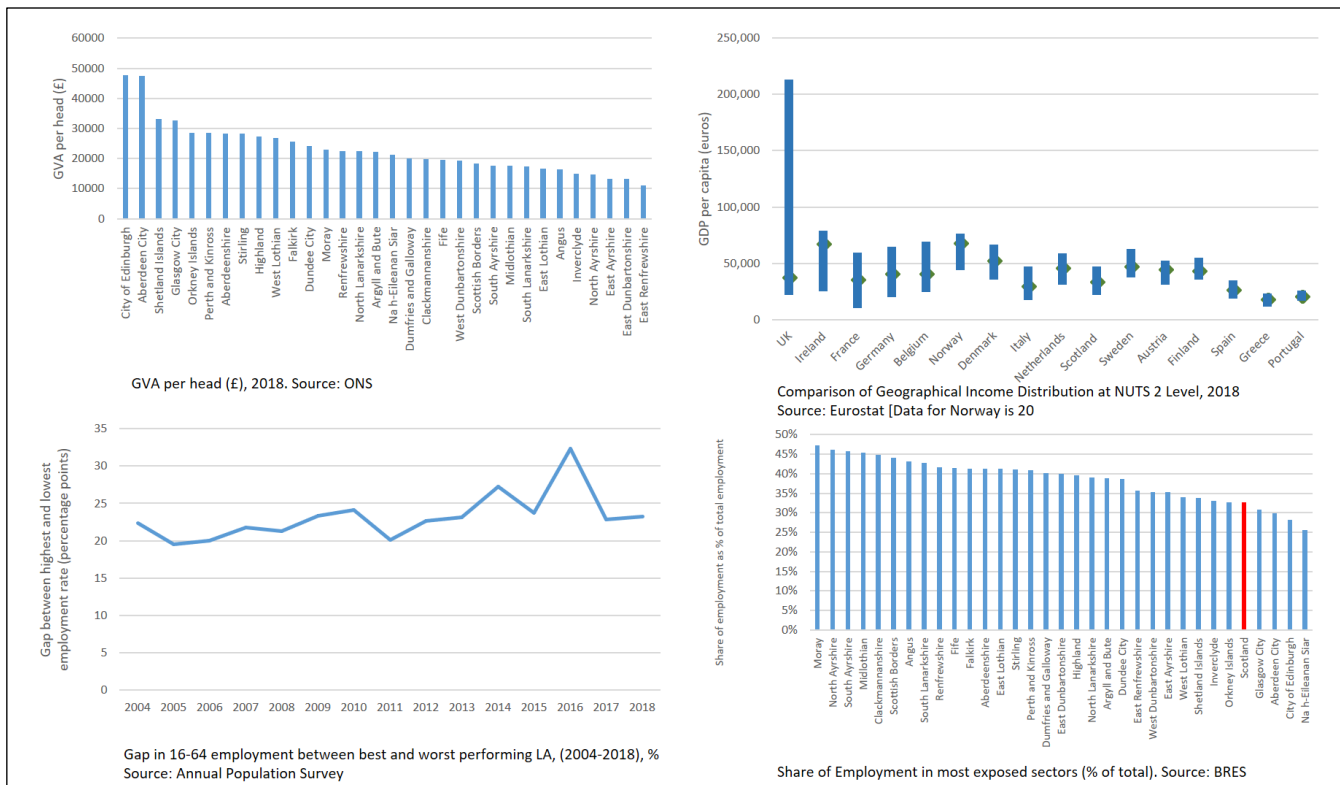 60000
50000
40000
30000
20000
10000
0
GVA per head (£)
City of Edinburgh
Aberdeen City
Shetland Islands
Glasgow City
Orkney Islands
Perth and Kinross
Aberdeenshire
Stirling
Highland
West Lothian
Falkirk
Dundee City
Moray
Renfrewshire
North Lanarkshire
Argyll and Bute
Na h-Eileanan Siar
Dumfries and Galloway
Clackmannanshire
Fife
West Dunbartonshire
Scottish Borders
South Ayrshire
Midlothian
South Lanarkshire
East Lothian
Angus
Inverclyde
North Ayrshire
East Ayrshire
East Dunbartonshire
East Renfrewshire
GVA per head (£), 2018. Source: ONS
250,000
200,000
150,000
100,000
50,000
0
GDP per capita (euros)
UK
Ireland
France
Germany
Belgium
Norway
Denmark
Italy
Netherlands
Scotland
Sweden
Austria
Finland
Spain
Greece
Portugal
Comparison of Geographical Income Distribution at NUTS 2 Level, 2018
Source: Eurostat [Data for Norway is 20
35
30
25
20
15
10
5
0
Gap between highest and lowest
employment rate (percentage points)
2004 2005 2006 2007 2008 2009 2010 2011 2012 2013 2014 2015 2016 2017 2018
Gap in 16-64 employment between best and worst performing LA, (2004-2018), %
Source: Annual Population Survey
50%
45%
40%
35%
30%
25%
20%
15%
10%
5%
0%
Share of employment as % of total employment
Moray
North Ayrshire
South Ayrshire
Midlothian
Clackmannanshire
Scottish Borders
Angus
South Lanarkshire
Renfrewshire
Fife
Falkirk
Aberdeenshire
East Lothian
Stirling
Perth and Kinross
Dumfries and Galloway
East Dunbartonshire
Highland
North Lanarkshire
Argyll and Bute
Dundee City
East Renfrewshire
West Dunbartonshire
East Ayrshire
West Lothian
Shetland Islands
Inverclyde
Orkney Islands
Scotland
Glasgow City
Aberdeen City
City of Edinburgh
Na h-Eileanan Siar
Share of Employment in most exposed sectors (% of total). Source: BRES